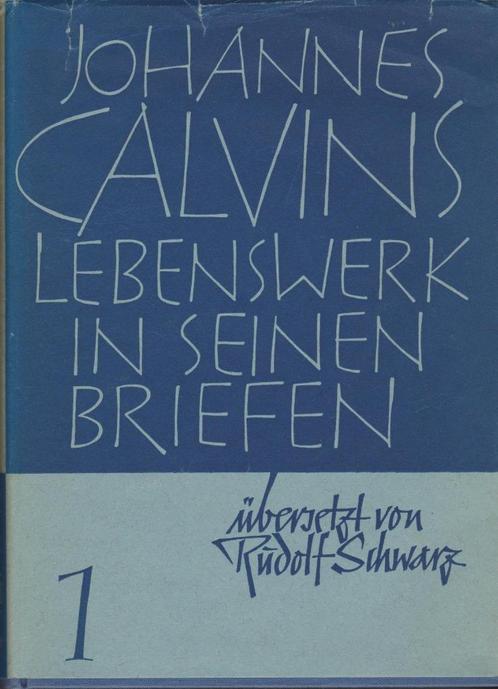 JOHANNES
CALVINS
LEBENSWERK
IN SEINEN
BRIEFEN
übersetzt von
Rudolf Schwarz
1